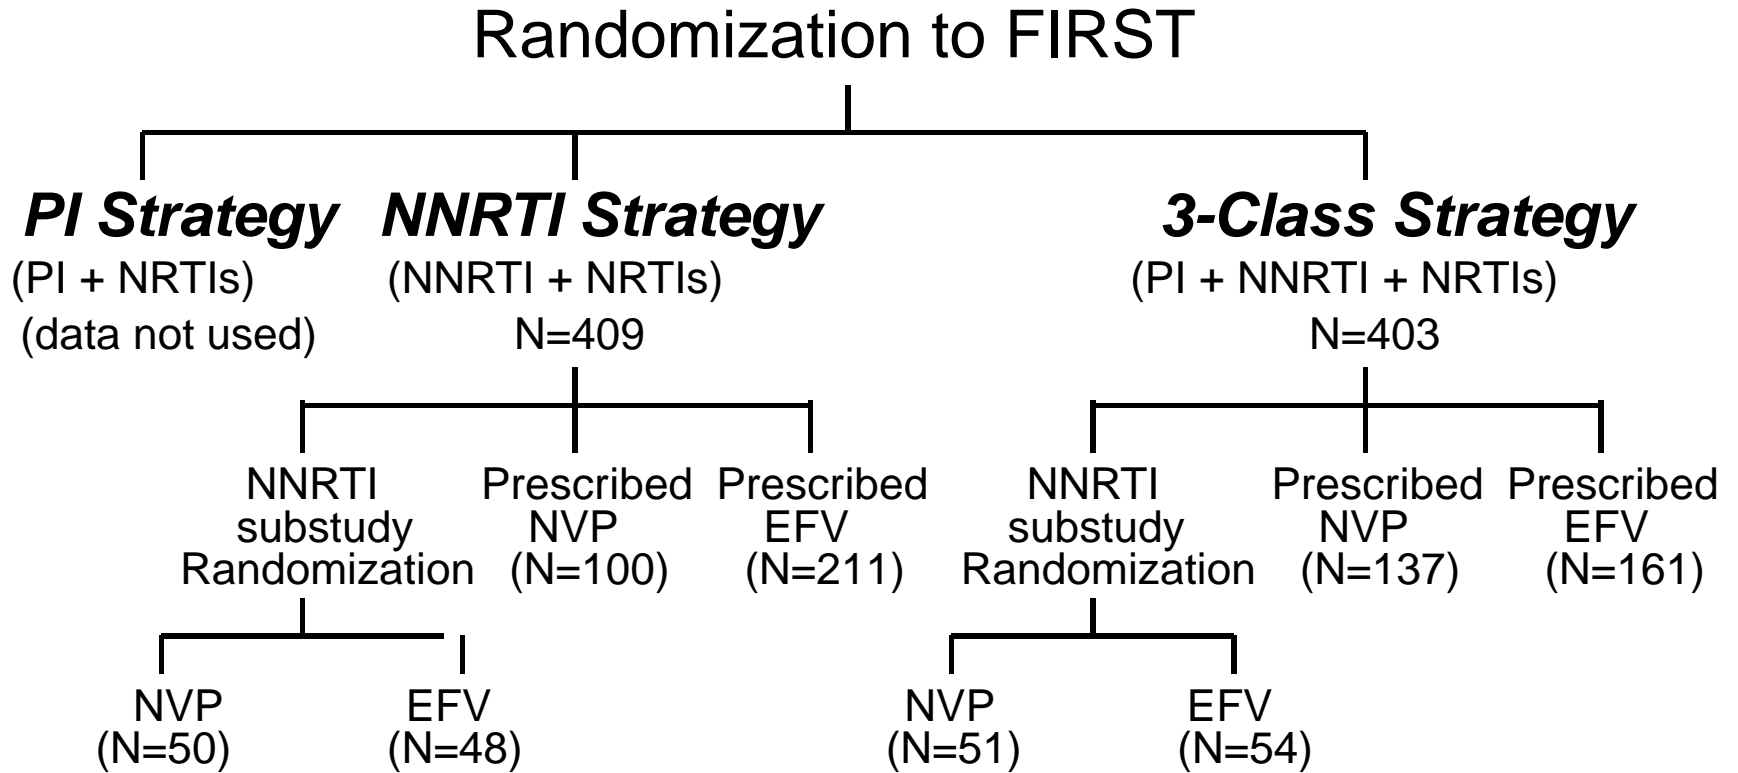 Randomization to FIRST
PI Strategy
(PI + NRTIs)
(data not used)
NNRTI Strategy
(NNRTI + NRTIs)
N=409
3-Class Strategy
(PI + NNRTI + NRTIs)
N=403
NNRTI
substudy
Randomization
Prescribed
NVP
(N=100)
Prescribed
EFV
(N=211)
NNRTI
substudy
Randomization
Prescribed
NVP
(N=137)
Prescribed
EFV
(N=161)
NVP
(N=50)
EFV
(N=48)
NVP
(N=51)
EFV
(N=54)